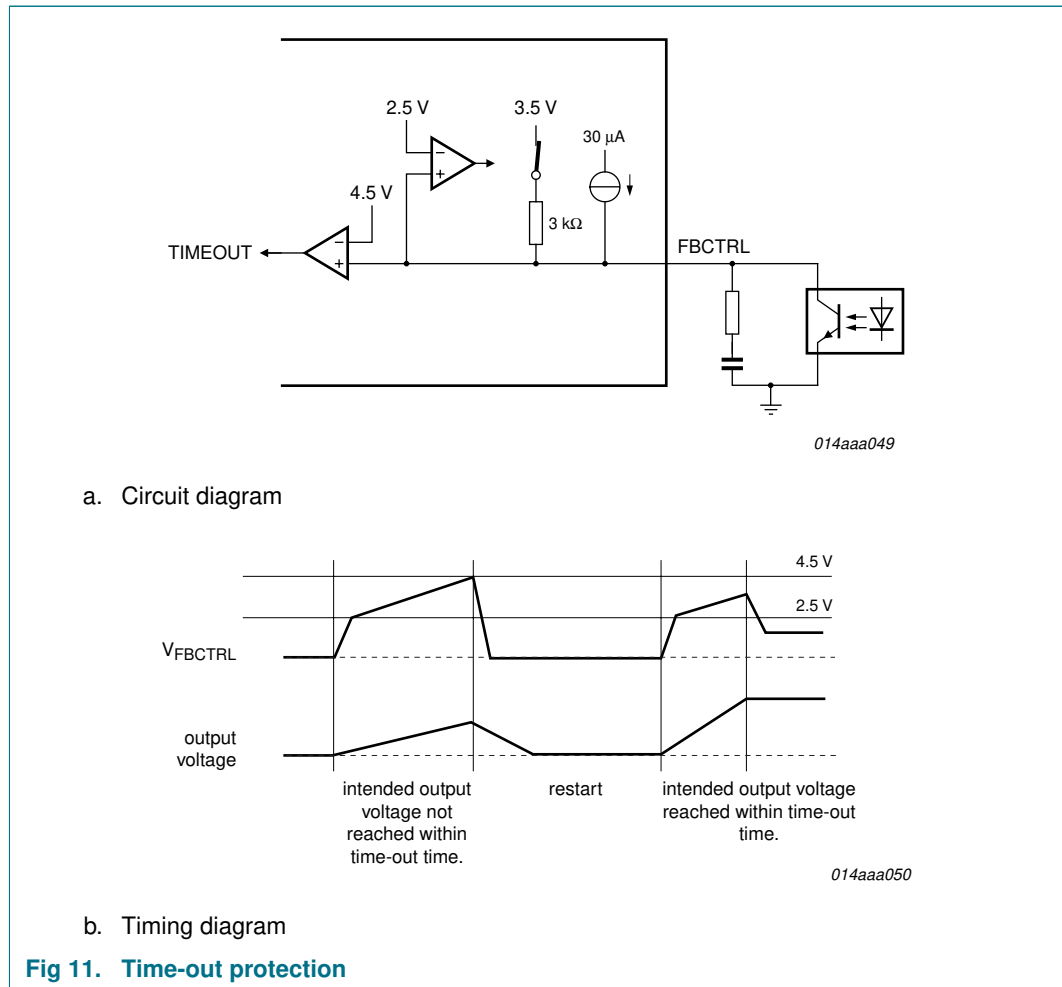 2.5 V
3.5 V
30 μA
4.5 V
−
+
3 kΩ
−
+
TIMEOUT
FBCTRL
014aaa049
a. Circuit diagram
4.5 V
2.5 V
VFBCTRL
output
voltage
intended output
voltage not
reached within
time-out time.
restart
intended output voltage
reached within time-out
time.
014aaa050
b. Timing diagram
Fig 11. Time-out protection